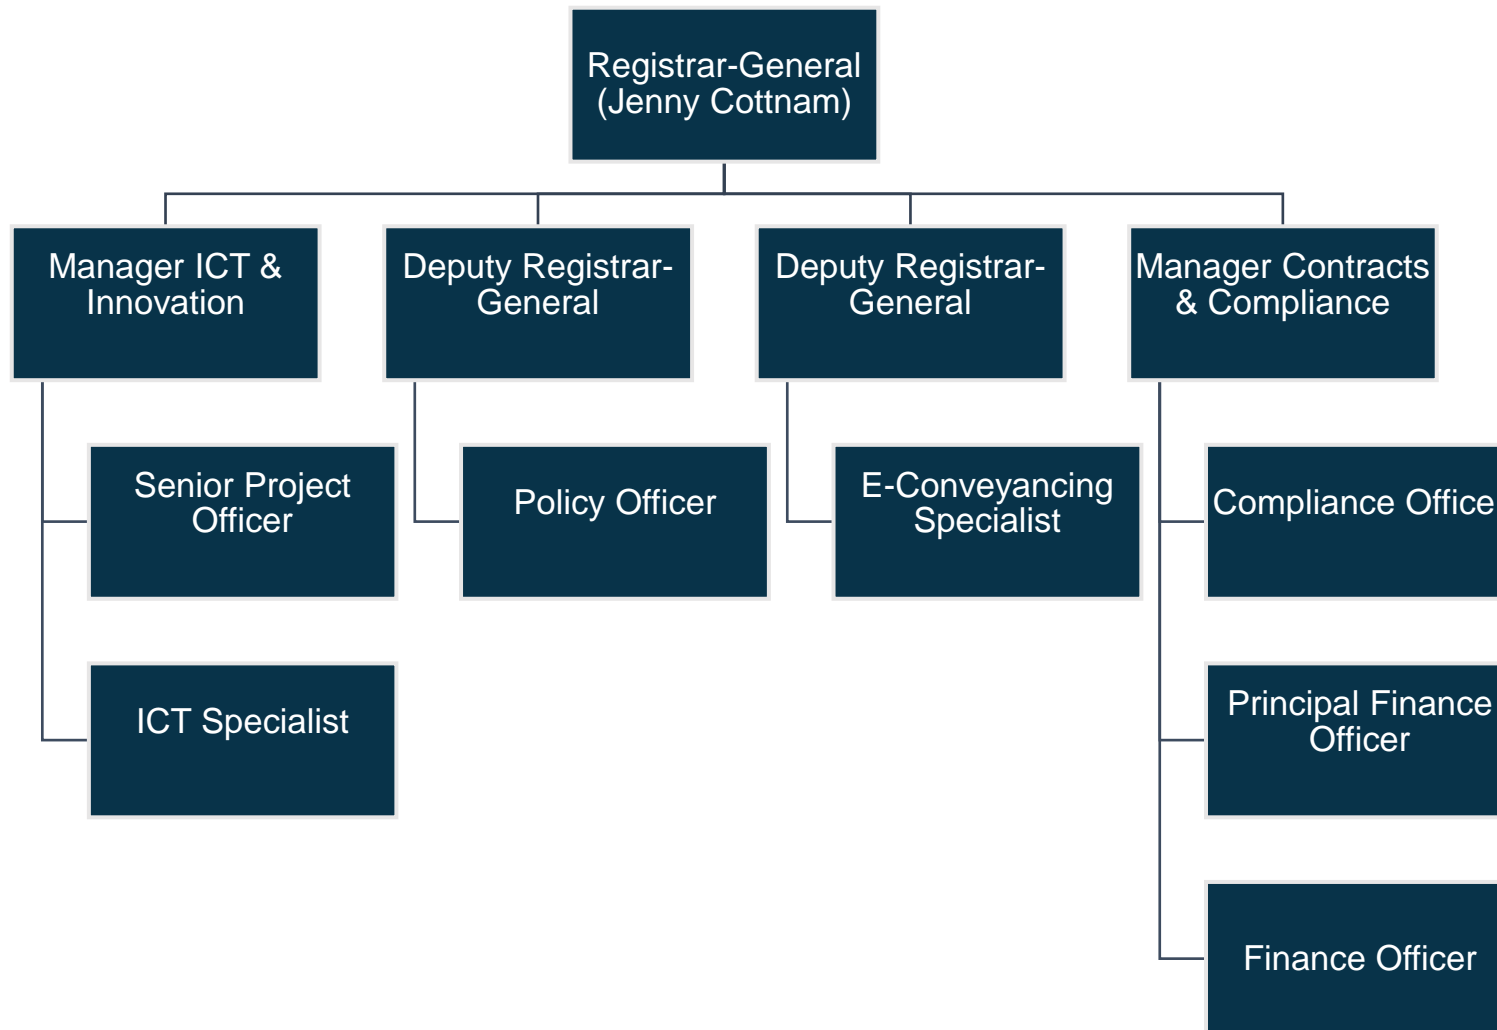 Registrar-General
(Jenny Cottnam)
Manager ICT &
Innovation
Deputy Registrar-
General
Deputy Registrar-
General
Manager Contracts
& Compliance
Senior Project
Officer
Policy Officer
E-Conveyancing
Specialist
Compliance Office
ICT Specialist
Principal Finance
Officer
Finance Officer